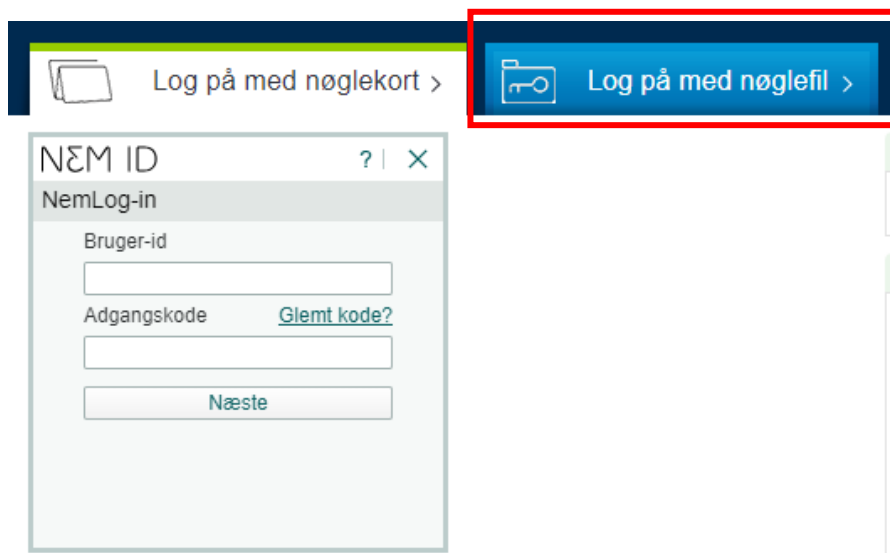 Log på med nøglekort >
Log på med nøglefil >
NEM ID ? ×
NemLog-in
Bruger-id
Adgangskode Glemt kode?
Næste